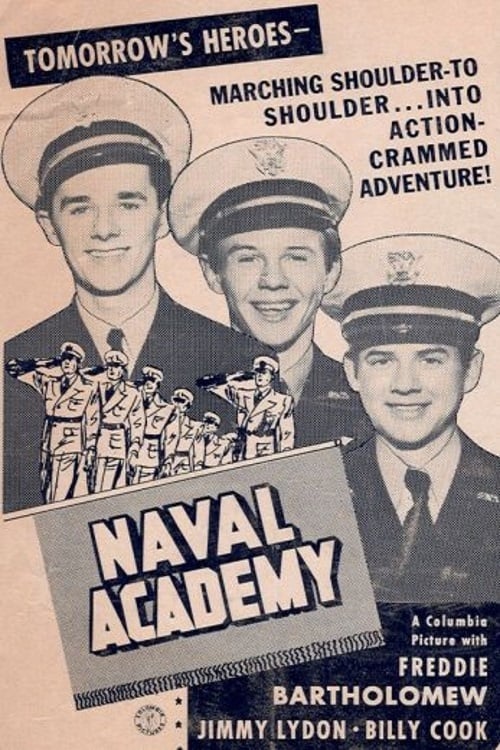 TOMORROW'S HEROES—
MARCHING SHOULDER-TO
SHOULDER...INTO
ACTION-
CRAMMED
ADVENTURE!
NAVAL
ACADEMY
A Columbia
Picture with
FREDDIE
BARTHOLOMEW
JIMMY LYDON · BILLY COOK